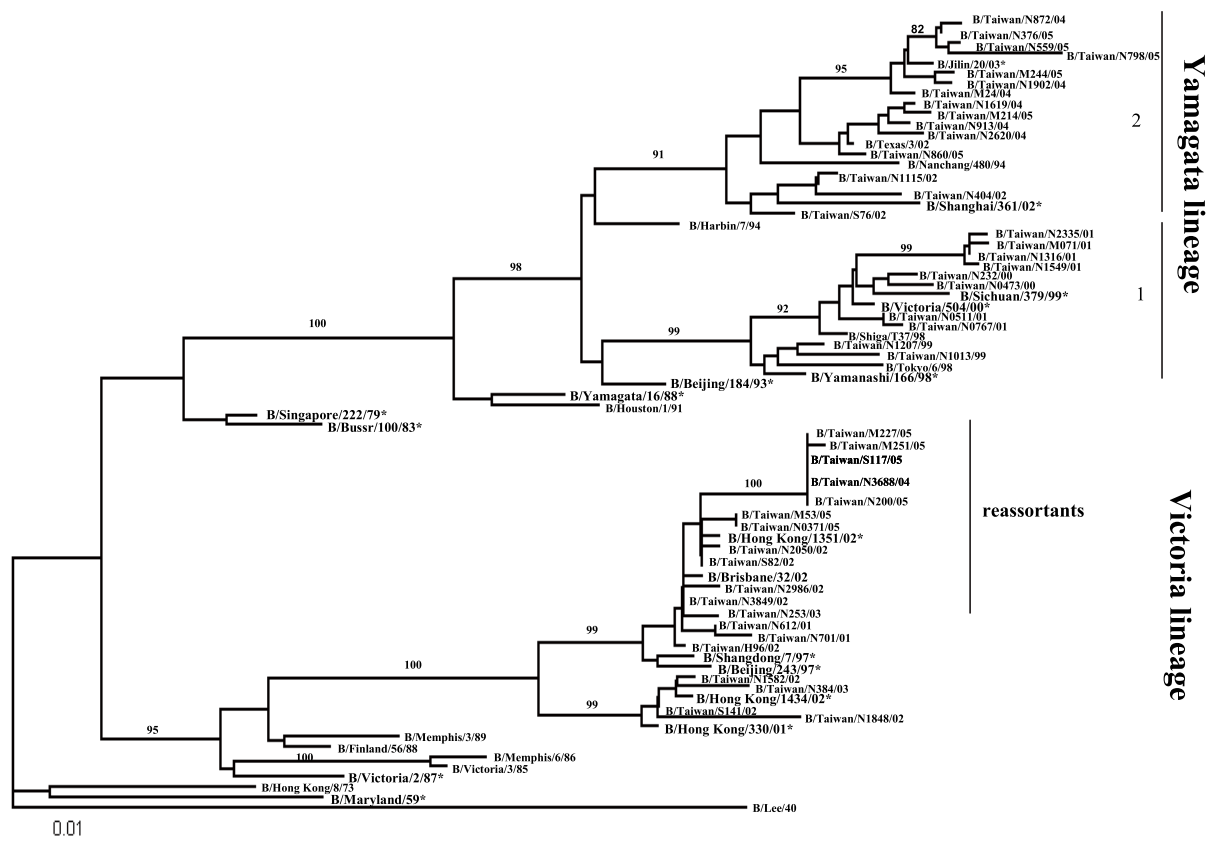 B/Taiwan/N872/04
82
B/Taiwan/N376/05
B/Taiwan/N559/05
B/Taiwan/N798/05
B/Jilin/20/03*
95
B/Taiwan/M244/05
B/Taiwan/N1902/04
B/Taiwan/M24/04
B/Taiwan/N1619/04
B/Taiwan/M214/05
2
B/Taiwan/N913/04
B/Taiwan/N2620/04
B/Texas/3/02
B/Taiwan/N860/05
91
B/Nanchang/480/94
B/Taiwan/N1115/02
B/Taiwan/N404/02
B/Shanghai/361/02*
B/Taiwan/S76/02
B/Harbin/7/94
Yamagata lineage
B/Taiwan/N2335/01
B/Taiwan/M071/01
99
B/Taiwan/N1316/01
B/Taiwan/N1549/01
98
B/Taiwan/N232/00
B/Taiwan/N0473/00
B/Sichuan/379/99*
1
B/Victoria/504/00*
92
B/Taiwan/N0511/01
B/Taiwan/N0767/01
100
99
B/Shiga/T37/98
B/Taiwan/N1207/99
B/Taiwan/N1013/99
B/Tokyo/6/98
B/Yamanashi/166/98*
B/Beijing/184/93*
B/Yamagata/16/88*
B/Houston/1/91
B/Singapore/222/79*
B/Bussr/100/83*
B/Taiwan/M227/05
B/Taiwan/M251/05
B/Taiwan/S117/05
100
B/Taiwan/N3688/04
B/Taiwan/N200/05
reassortants
B/Taiwan/M53/05
B/Taiwan/N0371/05
B/Hong Kong/1351/02*
B/Taiwan/N2050/02
B/Taiwan/S82/02
B/Brisbane/32/02
B/Taiwan/N2986/02
B/Taiwan/N3849/02
B/Taiwan/N253/03
Victoria lineage
99
B/Taiwan/N612/01
B/Taiwan/N701/01
B/Taiwan/H96/02
B/Shangdong/7/97*
100
B/Beijing/243/97*
B/Taiwan/N1582/02
B/Taiwan/N384/03
B/Hong Kong/1434/02*
99
B/Taiwan/S141/02
B/Taiwan/N1848/02
B/Hong Kong/330/01*
95
B/Memphis/3/89
B/Finland/56/88
100
B/Memphis/6/86
B/Victoria/3/85
B/Victoria/2/87*
B/Hong Kong/8/73
B/Maryland/59*
B/Lee/40
0.01